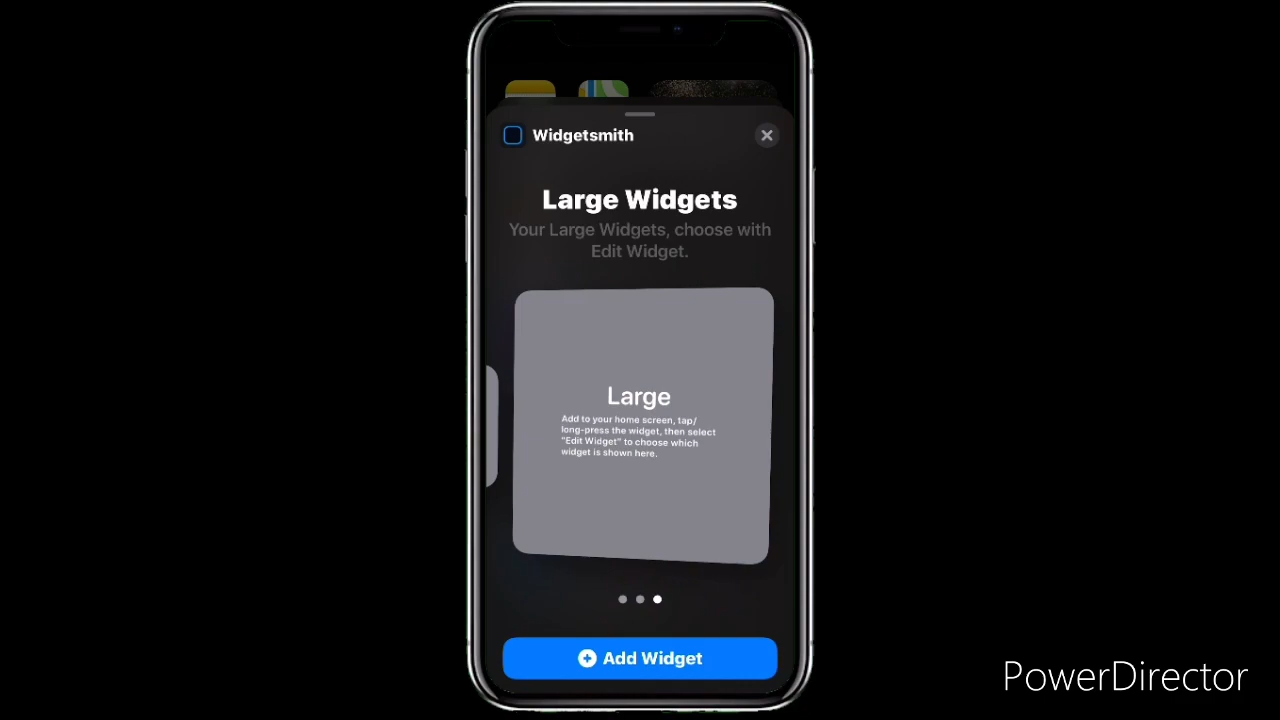 Widgetsmith
Large Widgets
Your Large Widgets, choose with
Edit Widget.
Large
Add to your home screen, tap/
long-press the widget, then select
"Edit Widget" to choose which
widget is shown here.
Add Widget
PowerDirector